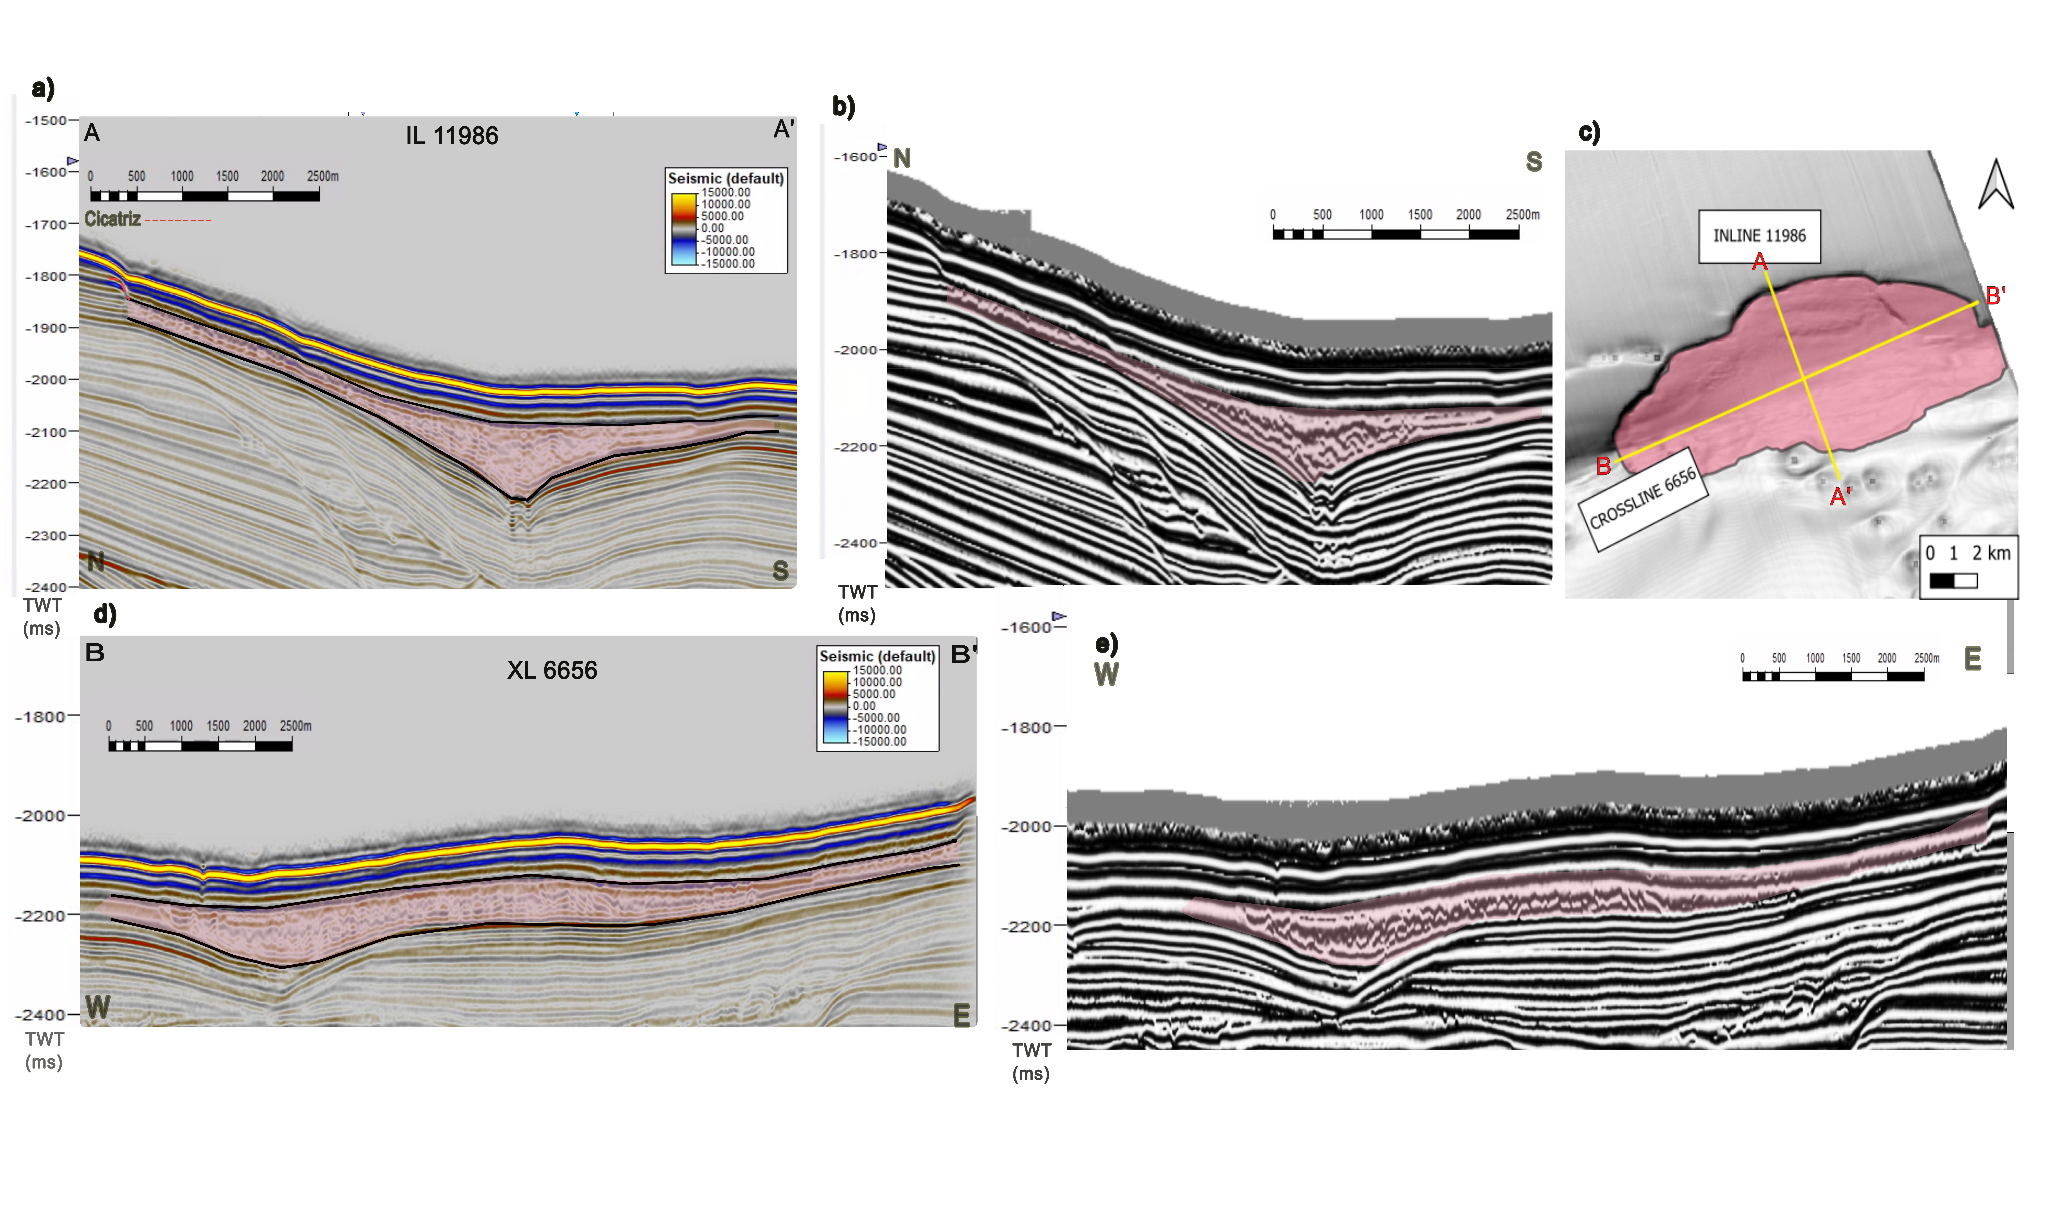 a)
-1500
-1600
-1700
-1800
-1900
-2000
-2100
-2200
-2300
-2400
TWT
(ms)
A
IL 11986
A'
0 500 1000 1500 2000 2500m
Cicatriz
Seismic (default)
15000.00
10000.00
5000.00
0.00
-5000.00
-10000.00
-15000.00
N
S
b)
-1600
-1800
-2000
-2200
-2400
TWT
(ms)
N
S
0 500 1000 1500 2000 2500m
c)
INLINE 11986
A
B'
B
A'
CROSSLINE 6656
0 1 2 km
d)
-1800
-2000
-2200
-2400
TWT
(ms)
B
XL 6656
B'
0 500 1000 1500 2000 2500m
Seismic (default)
15000.00
10000.00
5000.00
0.00
-5000.00
-10000.00
-15000.00
W
E
e)
-1600
-1800
-2000
-2200
-2400
TWT
(ms)
W
E
0 500 1000 1500 2000 2500m